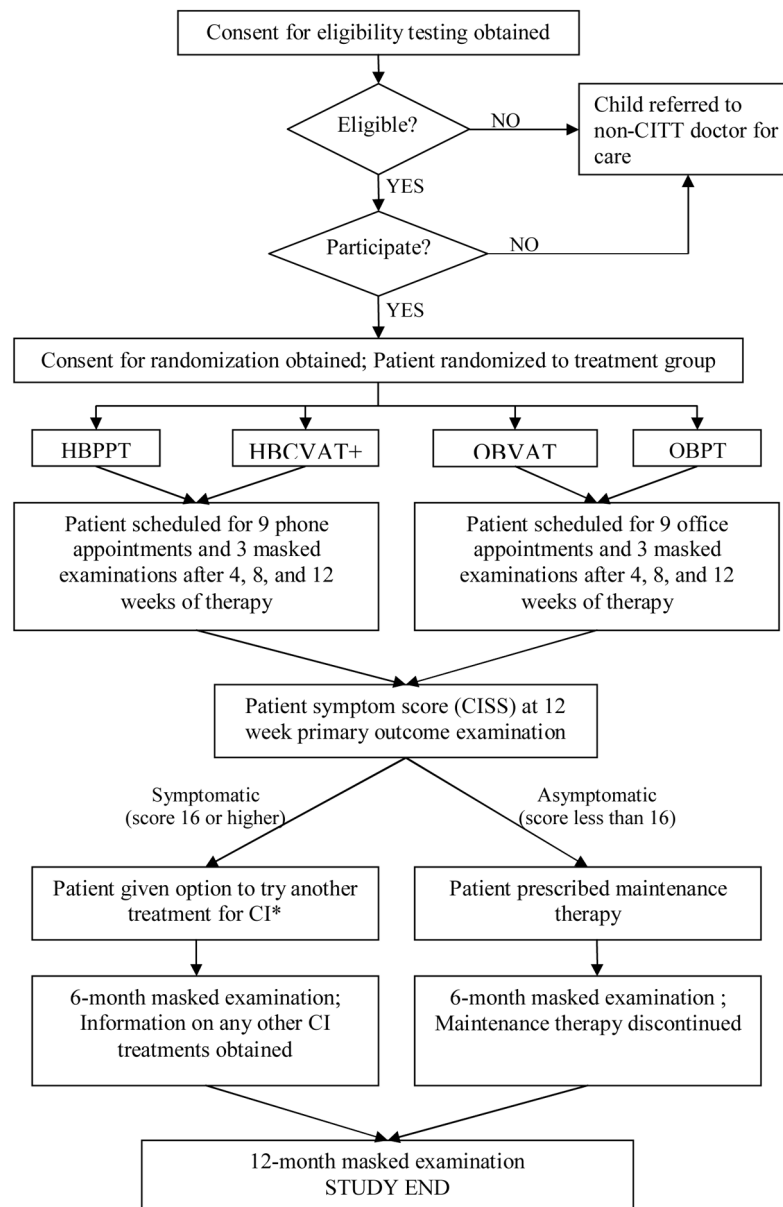 Consent for eligibility testing obtained
Eligible?
NO
Child referred to
non-CITT doctor for
care
YES
Participate?
NO
YES
Consent for randomization obtained; Patient randomized to treatment group
HBPPT
HBCVAT+
OBVAT
OBPT
Patient scheduled for 9 phone
appointments and 3 masked
examinations after 4, 8, and 12
weeks of therapy
Patient scheduled for 9 office
appointments and 3 masked
examinations after 4, 8, and 12
weeks of therapy
Patient symptom score (CISS) at 12
week primary outcome examination
Symptomatic
(score 16 or higher)
Asymptomatic
(score less than 16)
Patient given option to try another
treatment for CI*
Patient prescribed maintenance
therapy
6-month masked examination;
Information on any other CI
treatments obtained
6-month masked examination ;
Maintenance therapy discontinued
12-month masked examination
STUDY END